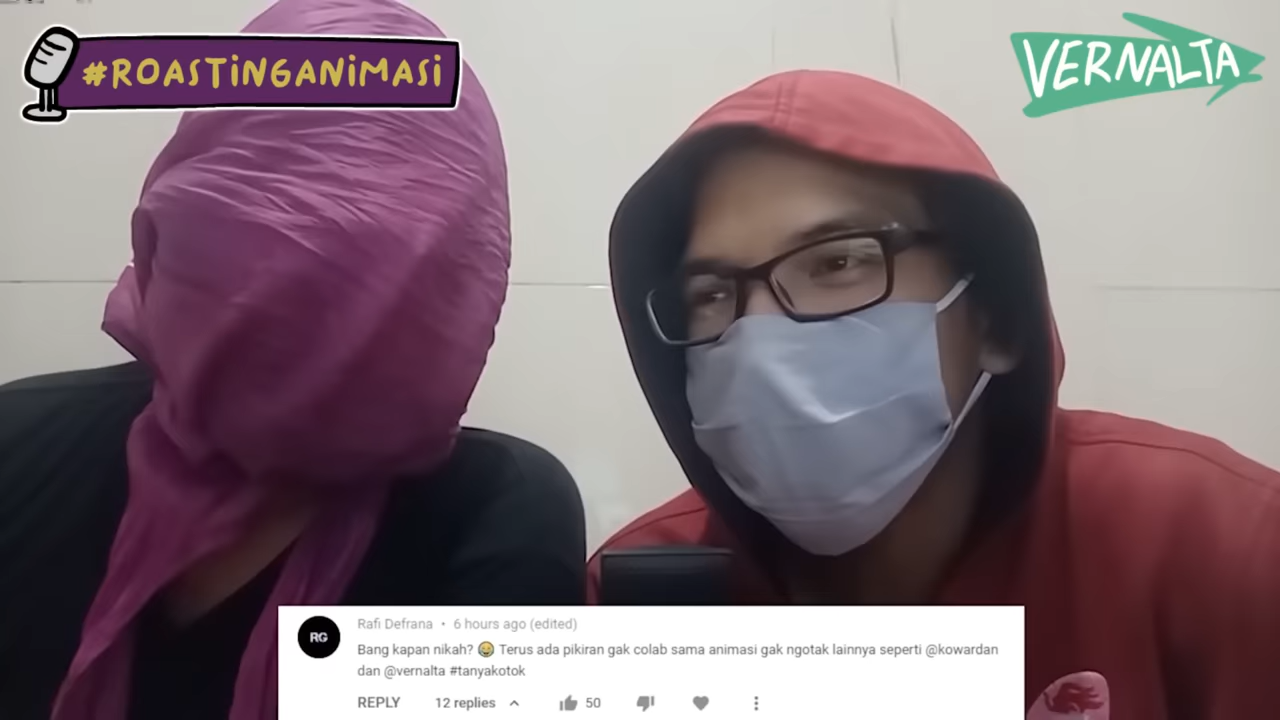 #ROASTINGANIMASI
VERNALTA
RG
Rafi Defrana • 6 hours ago (edited)
Bang kapan nikah? 😂 Terus ada pikiran gak colab sama animasi gak ngotak lainnya seperti @kowardan
dan @vernalta #tanyakotok
REPLY 12 replies 50